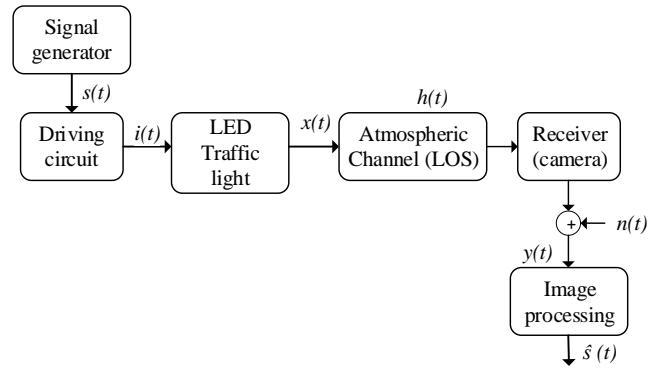 Signal
generator
s(t)
Driving
circuit
i(t)
LED
Traffic
light
x(t)
h(t)
Atmospheric
Channel (LOS)
Receiver
(camera)
+
n(t)
y(t)
Image
processing
ŝ (t)